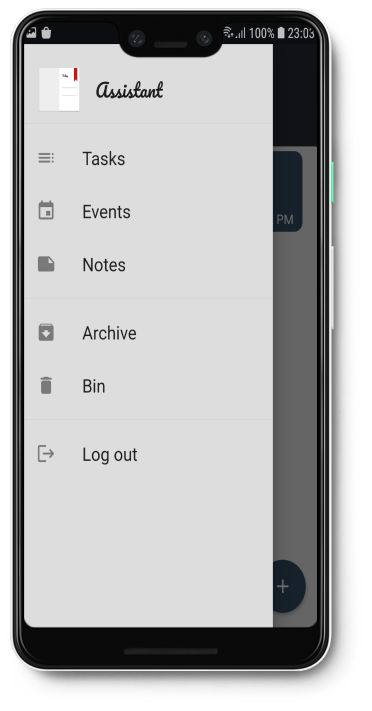 100% 23:03
Assistant
Tasks
PM
Events
Notes
Archive
Bin
Log out
+